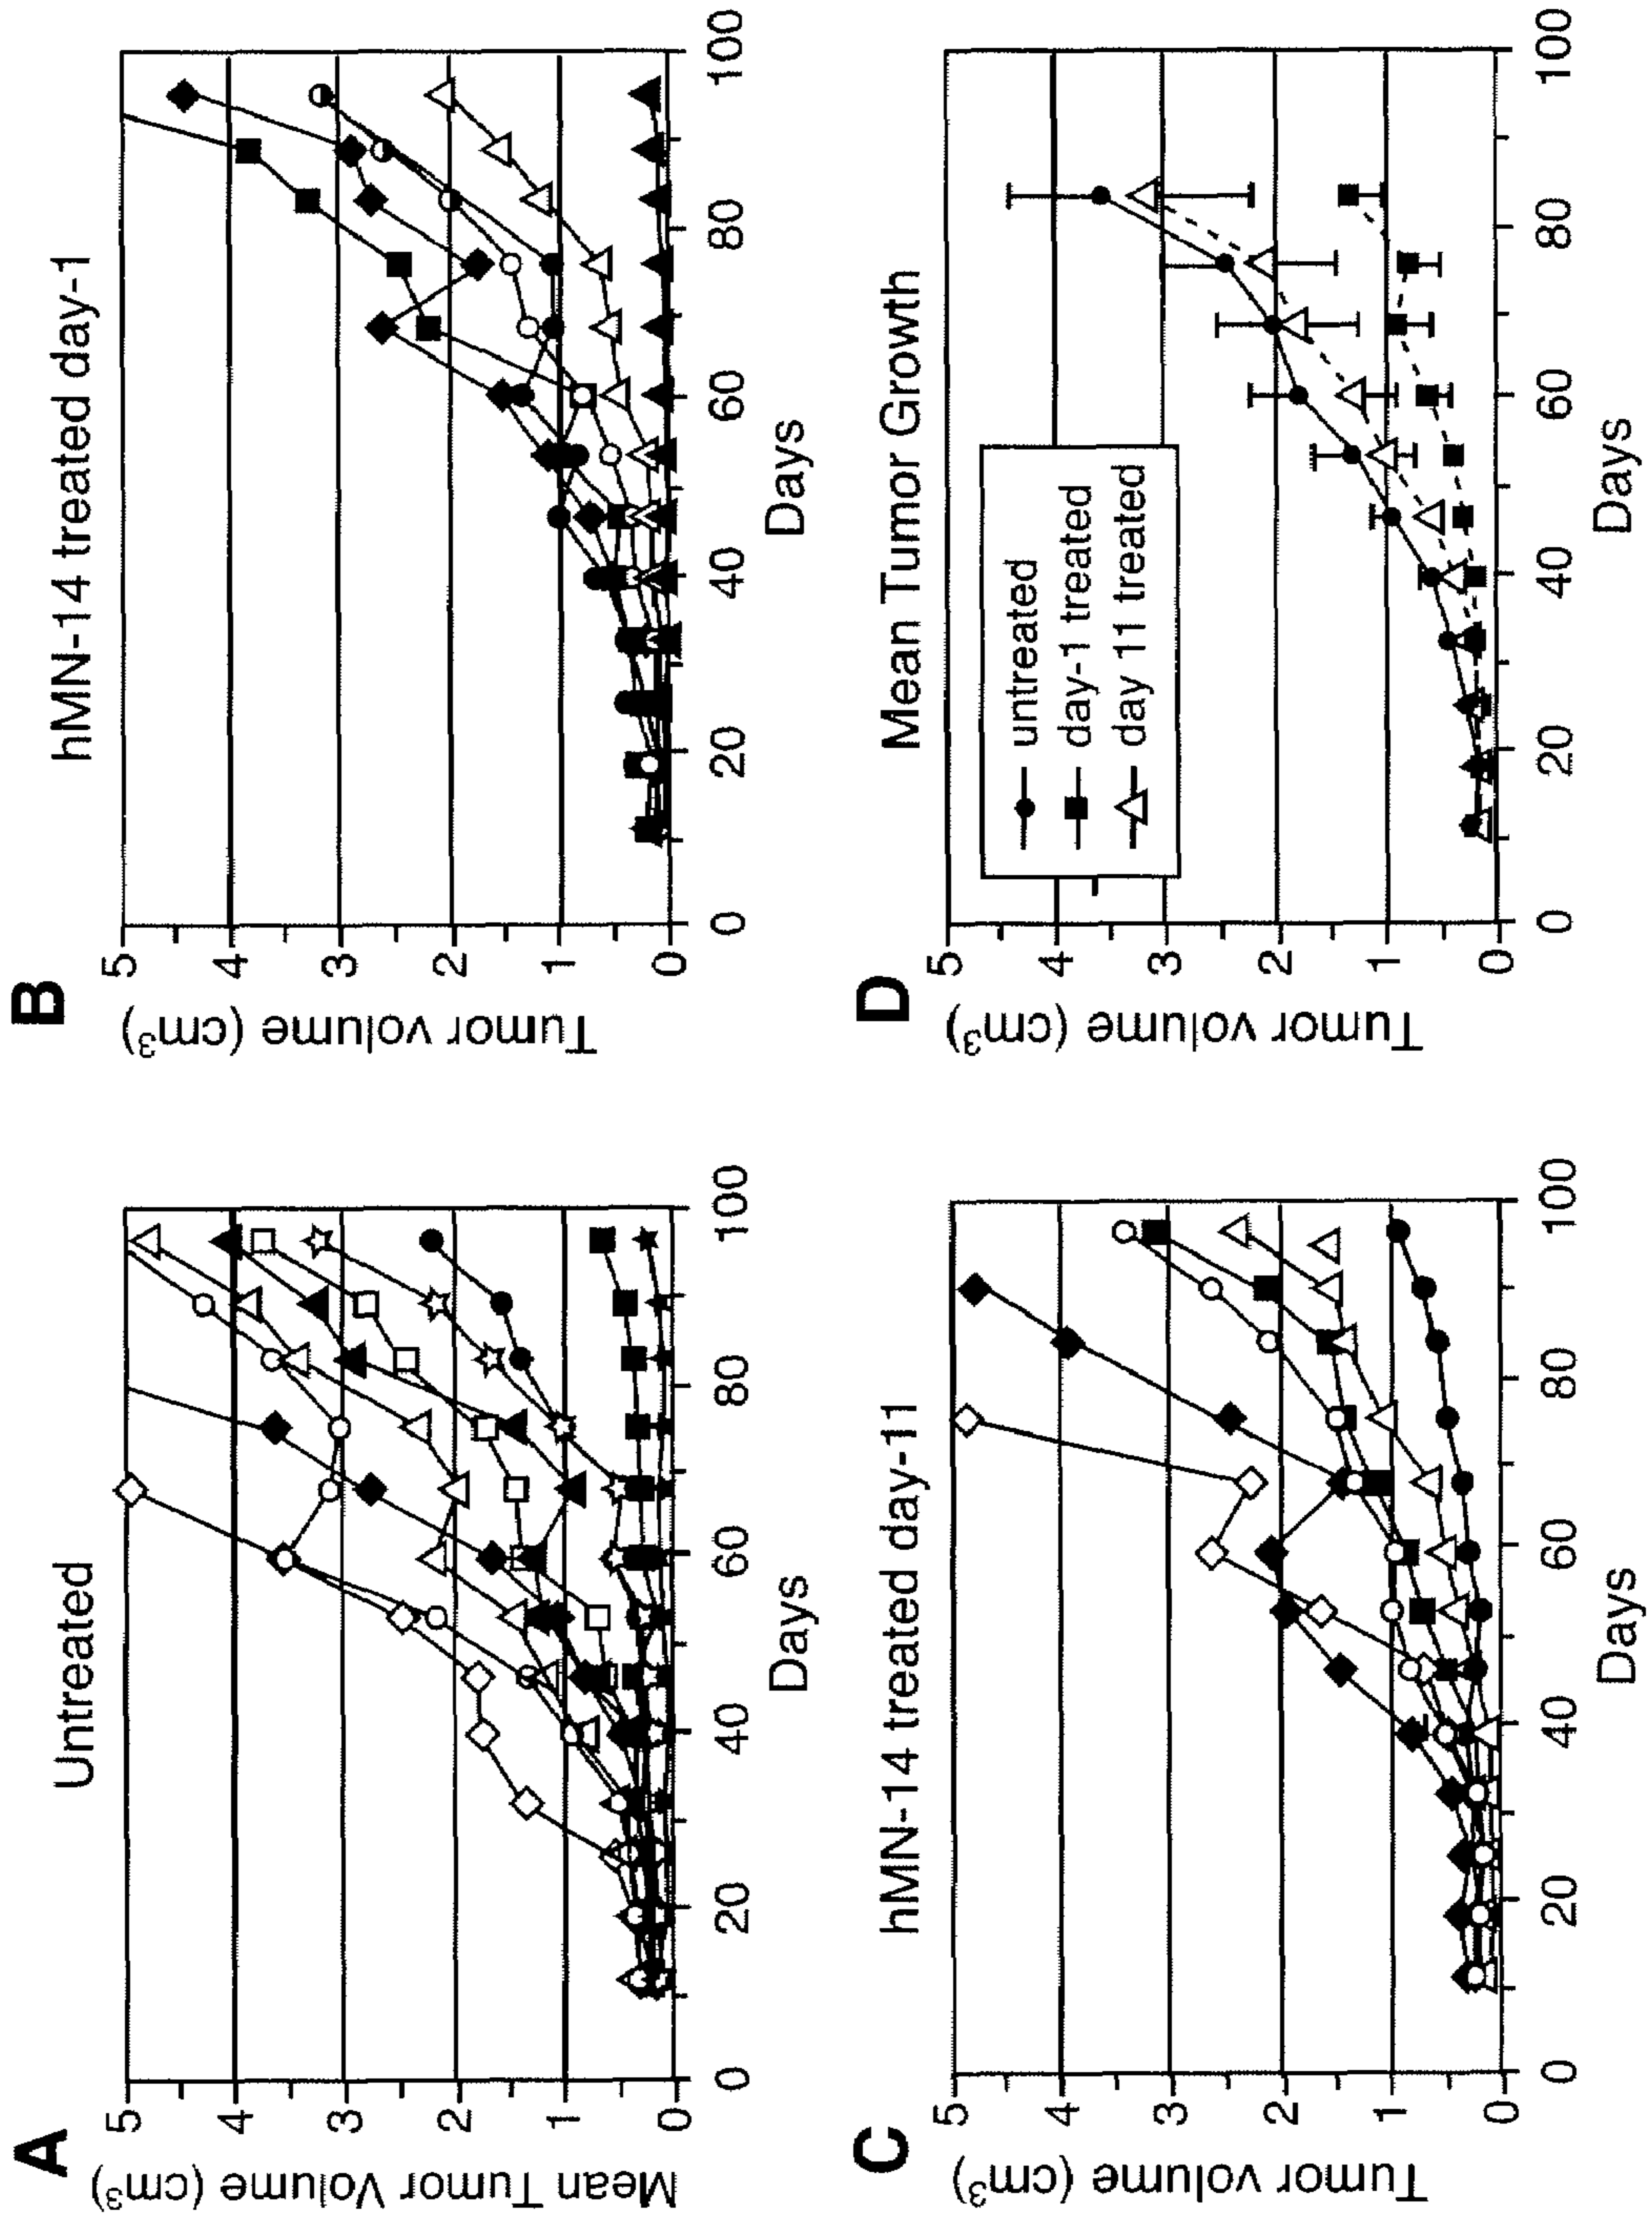 A
Untreated
Mean Tumor Volume (cm³)
5
4
3
2
1
0
0
20
40
60
80
100
Days
B
hMN-14 treated day-1
Tumor volume (cm³)
5
4
3
2
1
0
0
20
40
60
80
100
Days
C
hMN-14 treated day-11
Tumor volume (cm³)
5
4
3
2
1
0
0
20
40
60
80
100
Days
D
Mean Tumor Growth
untreated
day-1 treated
day 11 treated
Tumor volume (cm³)
5
4
3
2
1
0
0
20
40
60
80
100
Days